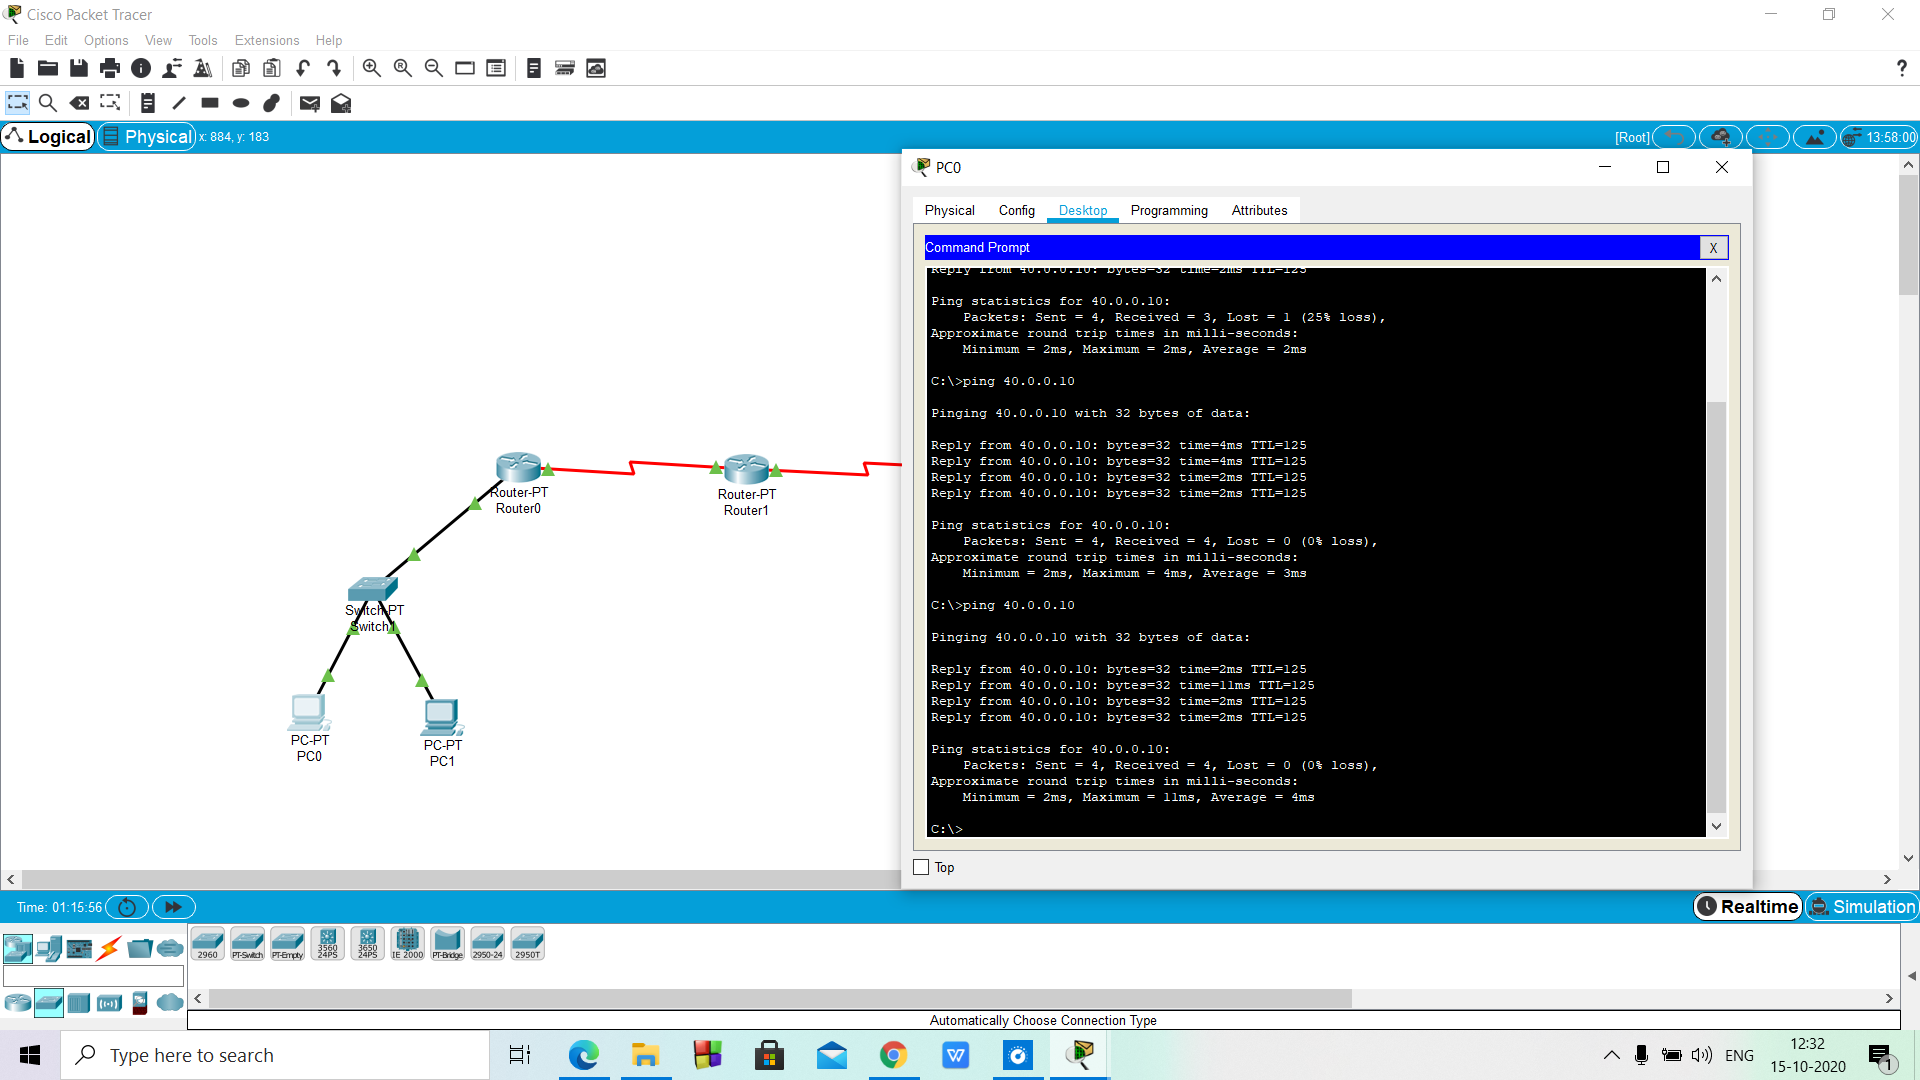 Cisco Packet Tracer
File Edit Options View Tools Extensions Help
?
Logical Physical x: 884, y: 183
[Root] 13:58:00
Router-PT
Router0
Router-PT
Router1
Switch-PT
Switch1
PC-PT
PC0
PC-PT
PC1
PC0
Physical Config Desktop Programming Attributes
Command Prompt
X
Reply from 40.0.0.10: bytes=32 time=2ms TTL=125
Ping statistics for 40.0.0.10:
Packets: Sent = 4, Received = 3, Lost = 1 (25% loss),
Approximate round trip times in milli-seconds:
Minimum = 2ms, Maximum = 2ms, Average = 2ms
C:\>ping 40.0.0.10
Pinging 40.0.0.10 with 32 bytes of data:
Reply from 40.0.0.10: bytes=32 time=4ms TTL=125
Reply from 40.0.0.10: bytes=32 time=4ms TTL=125
Reply from 40.0.0.10: bytes=32 time=2ms TTL=125
Reply from 40.0.0.10: bytes=32 time=2ms TTL=125
Ping statistics for 40.0.0.10:
Packets: Sent = 4, Received = 4, Lost = 0 (0% loss),
Approximate round trip times in milli-seconds:
Minimum = 2ms, Maximum = 4ms, Average = 3ms
C:\>ping 40.0.0.10
Pinging 40.0.0.10 with 32 bytes of data:
Reply from 40.0.0.10: bytes=32 time=2ms TTL=125
Reply from 40.0.0.10: bytes=32 time=11ms TTL=125
Reply from 40.0.0.10: bytes=32 time=2ms TTL=125
Reply from 40.0.0.10: bytes=32 time=2ms TTL=125
Ping statistics for 40.0.0.10:
Packets: Sent = 4, Received = 4, Lost = 0 (0% loss),
Approximate round trip times in milli-seconds:
Minimum = 2ms, Maximum = 11ms, Average = 4ms
C:\>
Top
Time: 01:15:56
Realtime Simulation
2960 PT-Switch PT-Empty 3560 24PS 3650 24PS IE 2000 PT-Bridge 2950-24 2950T
Automatically Choose Connection Type
Type here to search
ENG
12:32
15-10-2020
1